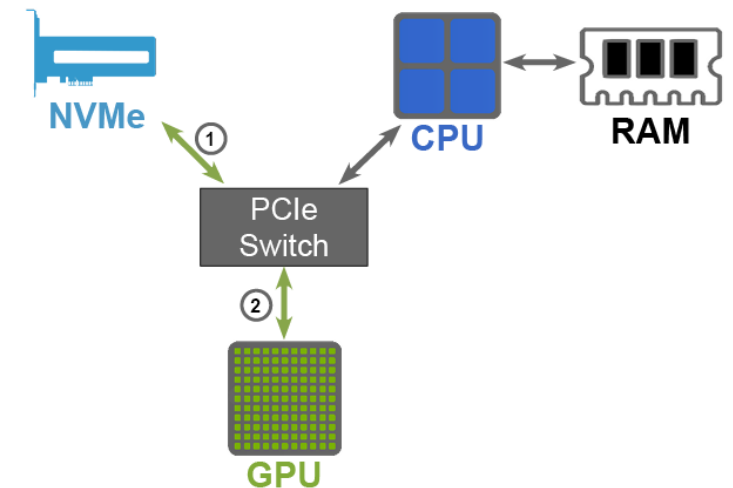 NVMe
1
CPU
RAM
PCIe
Switch
2
GPU